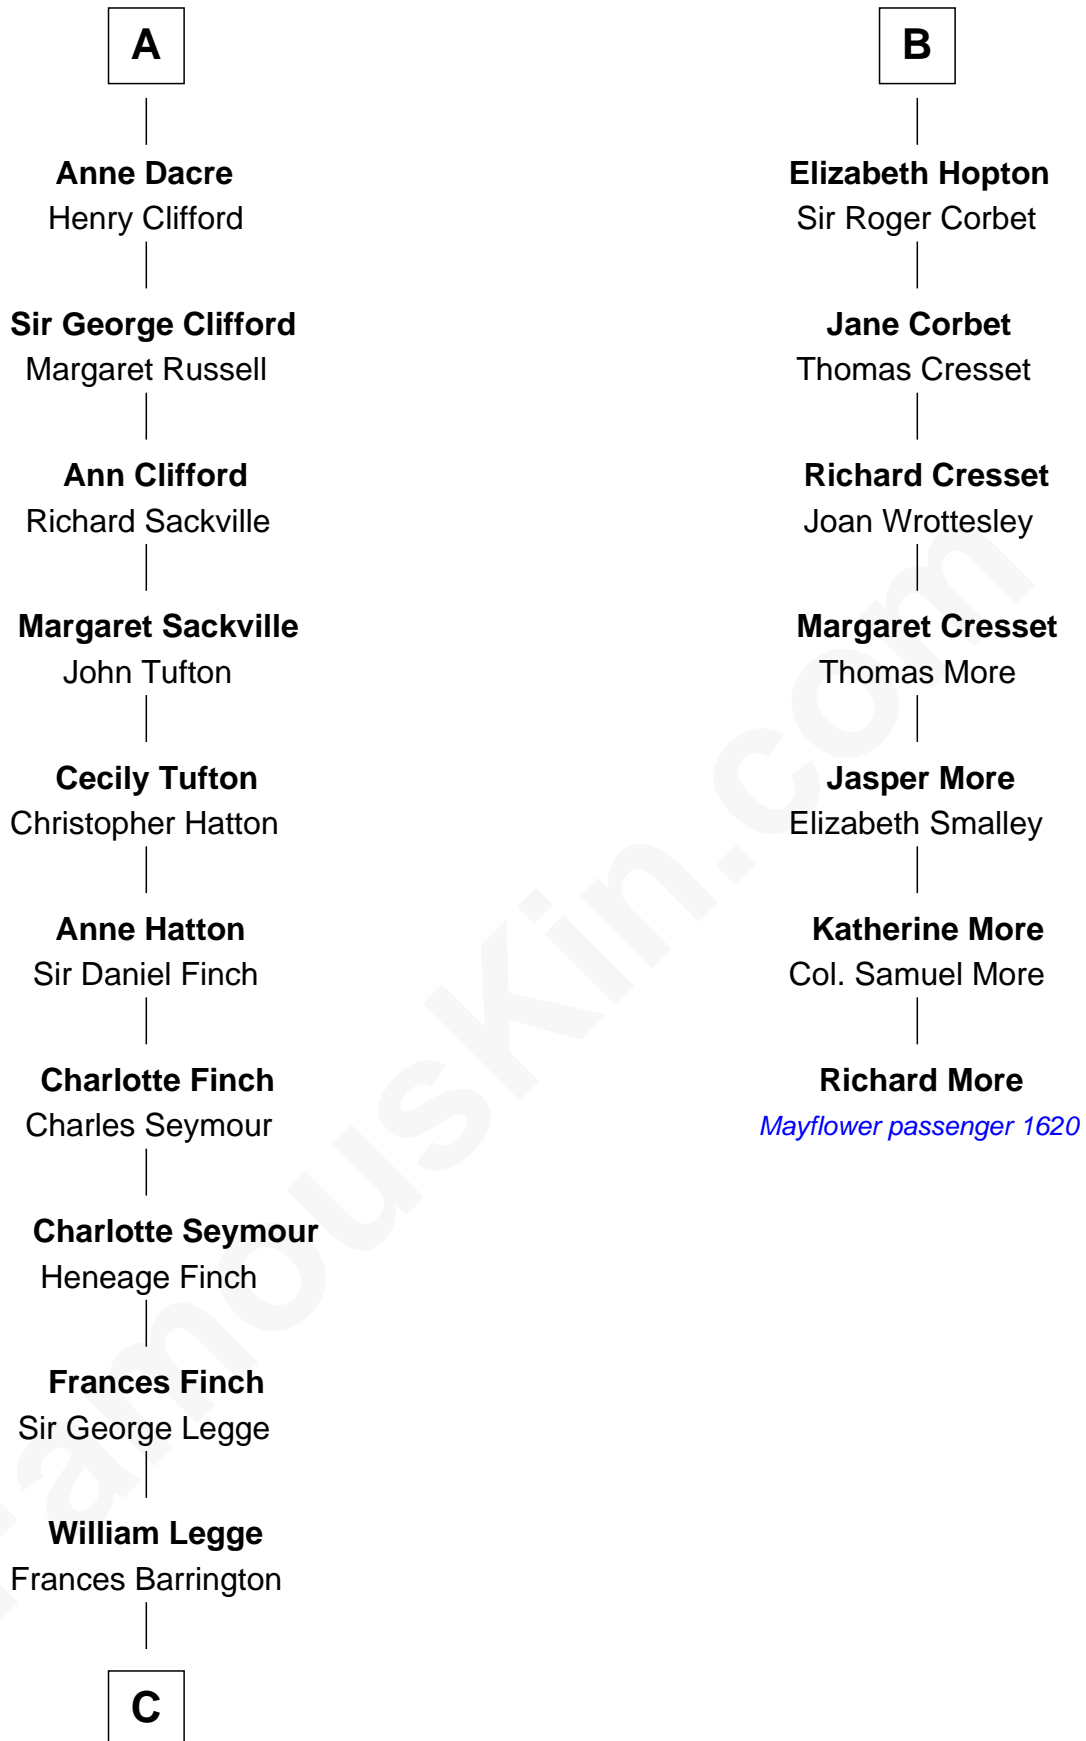 A
Anne Dacre
Henry Clifford
Sir George Clifford
Margaret Russell
Ann Clifford
Richard Sackville
Margaret Sackville
John Tufton
Cecily Tufton
Christopher Hatton
Anne Hatton
Sir Daniel Finch
Charlotte Finch
Charles Seymour
Charlotte Seymour
Heneage Finch
Frances Finch
Sir George Legge
William Legge
Frances Barrington
C
B
Elizabeth Hopton
Sir Roger Corbet
Jane Corbet
Thomas Cresset
Richard Cresset
Joan Wrottesley
Margaret Cresset
Thomas More
Jasper More
Elizabeth Smalley
Katherine More
Col. Samuel More
Richard More
Mayflower passenger 1620
FamousKin.com